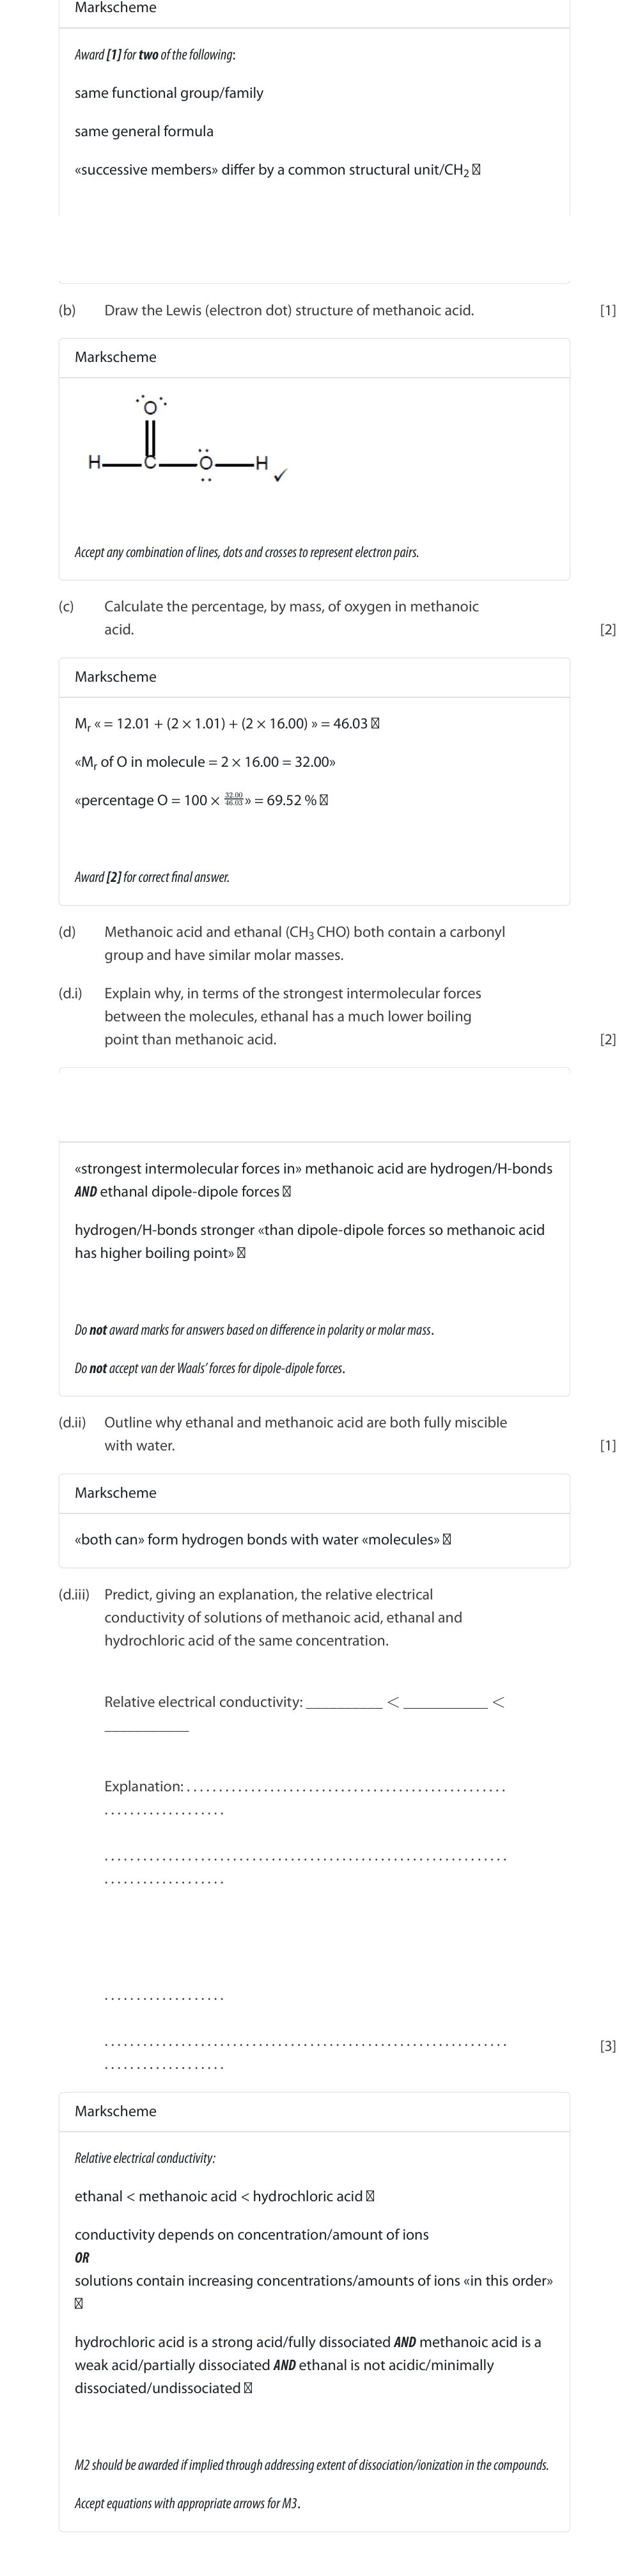 Markscheme
Award [1] for two of the following:
same functional group/family
same general formula
«successive members» differ by a common structural unit/CH₂ 
(b) Draw the Lewis (electron dot) structure of methanoic acid. [1]
Markscheme
O
H C O H ✓
Accept any combination of lines, dots and crosses to represent electron pairs.
(c) Calculate the percentage, by mass, of oxygen in methanoic
acid. [2]
Markscheme
Mᵣ « = 12.01 + (2 × 1.01) + (2 × 16.00) » = 46.03 
«Mᵣ of O in molecule = 2 × 16.00 = 32.00»
«percentage O = 100 × 32.00/46.03» = 69.52 % 
Award [2] for correct final answer.
(d) Methanoic acid and ethanal (CH₃ CHO) both contain a carbonyl
group and have similar molar masses.
(d.i) Explain why, in terms of the strongest intermolecular forces
between the molecules, ethanal has a much lower boiling
point than methanoic acid. [2]
«strongest intermolecular forces in» methanoic acid are hydrogen/H-bonds
AND ethanal dipole-dipole forces 
hydrogen/H-bonds stronger «than dipole-dipole forces so methanoic acid
has higher boiling point» 
Do not award marks for answers based on difference in polarity or molar mass.
Do not accept van der Waals’ forces for dipole-dipole forces.
(d.ii) Outline why ethanal and methanoic acid are both fully miscible
with water. [1]
Markscheme
«both can» form hydrogen bonds with water «molecules» 
(d.iii) Predict, giving an explanation, the relative electrical
conductivity of solutions of methanoic acid, ethanal and
hydrochloric acid of the same concentration.
Relative electrical conductivity: __________ < ___________ <
___________
Explanation: . . . . . . . . . . . . . . . . . . . . . . . . . . . . . . . . . . . . . . . . . . . . . . . . . .
. . . . . . . . . . . . . . . . . . .
. . . . . . . . . . . . . . . . . . . . . . . . . . . . . . . . . . . . . . . . . . . . . . . . . . . . . . . . . . . . . . .
. . . . . . . . . . . . . . . . . . .
. . . . . . . . . . . . . . . . . . .
. . . . . . . . . . . . . . . . . . . . . . . . . . . . . . . . . . . . . . . . . . . . . . . . . . . . . . . . . . . . . . . [3]
. . . . . . . . . . . . . . . . . . .
Markscheme
Relative electrical conductivity:
ethanal < methanoic acid < hydrochloric acid 
conductivity depends on concentration/amount of ions
OR
solutions contain increasing concentrations/amounts of ions «in this order»

hydrochloric acid is a strong acid/fully dissociated AND methanoic acid is a
weak acid/partially dissociated AND ethanal is not acidic/minimally
dissociated/undissociated 
M2 should be awarded if implied through addressing extent of dissociation/ionization in the compounds.
Accept equations with appropriate arrows for M3.